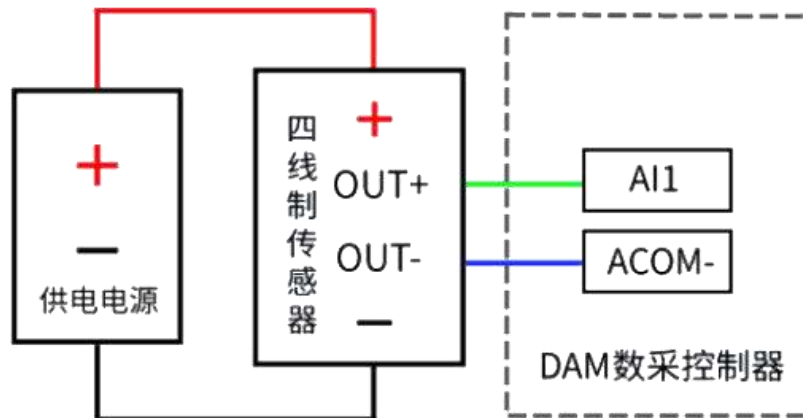 +
−
供电电源
四线制传感器
+
OUT+
OUT-
−
AI1
ACOM-
DAM数采控制器